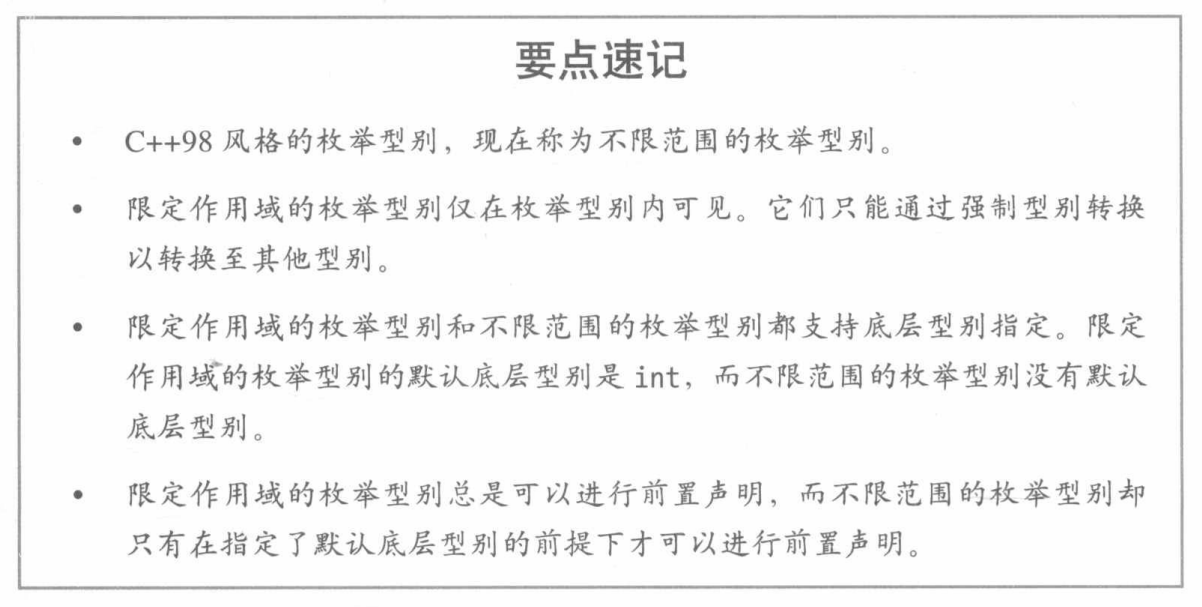 要点速记
• C++98 风格的枚举型别，现在称为不限范围的枚举型别。
• 限定作用域的枚举型别仅在枚举型别内可见。它们只能通过强制型别转换
以转换至其他型别。
• 限定作用域的枚举型别和不限范围的枚举型别都支持底层型别指定。限定
作用域的枚举型别的默认底层型别是 int，而不限范围的枚举型别没有默认
底层型别。
• 限定作用域的枚举型别总是可以进行前置声明，而不限范围的枚举型别却
只有在指定了默认底层型别的前提下才可以进行前置声明。